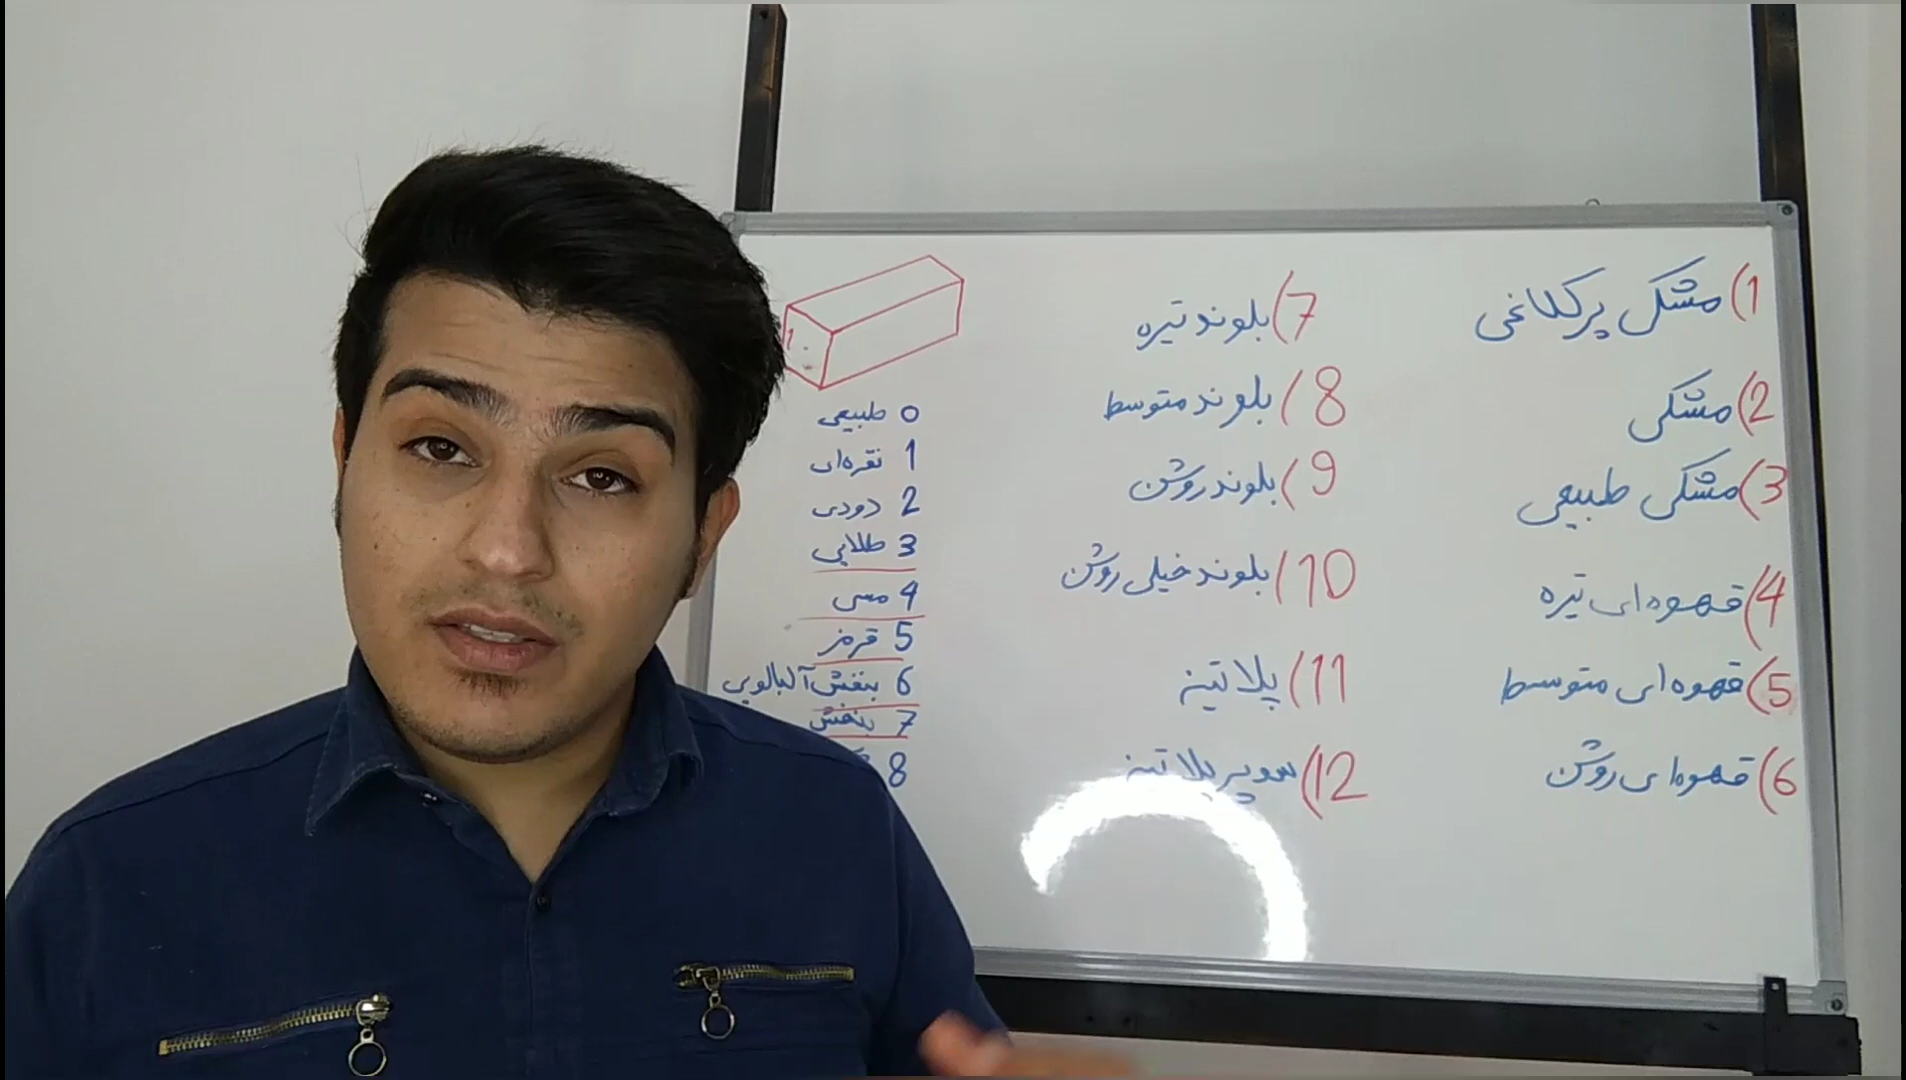 1) مشکی پرکلاغی
2) مشکی
3) مشکی طبیعی
4) قهوه‌ای تیره
5) قهوه‌ای متوسط
6) قهوه‌ای روشن
7) بلوند تیره
8) بلوند متوسط
9) بلوند روشن
10) بلوند خیلی روشن
11) پلاتینه
12) سوپر پلاتینه
0 طبیعی
1 نقره‌ای
2 دودی
3 طلایی
4 مسی
5 قرمز
6 بنفش آلبالویی
7 بنفش
8